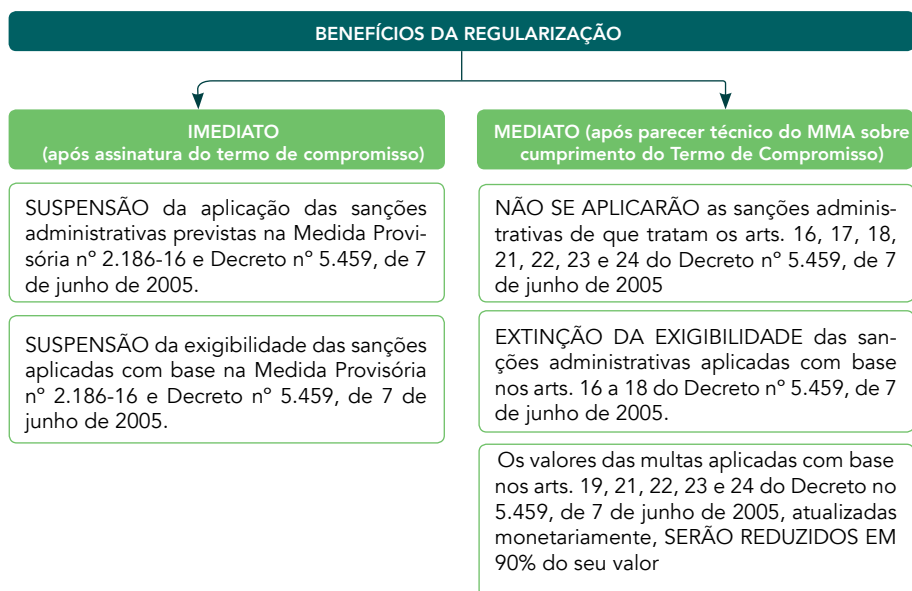 BENEFÍCIOS DA REGULARIZAÇÃO
IMEDIATO
(após assinatura do termo de compromisso)
SUSPENSÃO da aplicação das sanções
administrativas previstas na Medida Provi-
sória nº 2.186-16 e Decreto nº 5.459, de 7
de junho de 2005.
SUSPENSÃO da exigibilidade das sanções
aplicadas com base na Medida Provisória
nº 2.186-16 e Decreto nº 5.459, de 7 de
junho de 2005.
MEDIATO (após parecer técnico do MMA sobre
cumprimento do Termo de Compromisso)
NÃO SE APLICARÃO as sanções adminis-
trativas de que tratam os arts. 16, 17, 18,
21, 22, 23 e 24 do Decreto nº 5.459, de 7
de junho de 2005
EXTINÇÃO DA EXIGIBILIDADE das san-
ções administrativas aplicadas com base
nos arts. 16 a 18 do Decreto nº 5.459, de 7
de junho de 2005.
Os valores das multas aplicadas com base
nos arts. 19, 21, 22, 23 e 24 do Decreto no
5.459, de 7 de junho de 2005, atualizadas
monetariamente, SERÃO REDUZIDOS EM
90% do seu valor